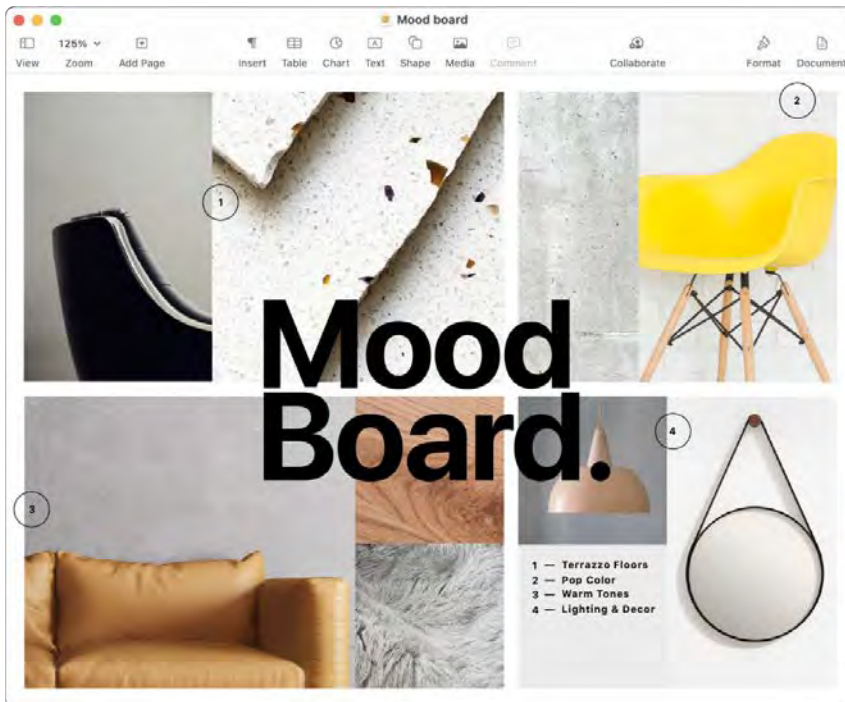 Mood board
125%
View Zoom Add Page Insert Table Chart Text Shape Media Comment Collaborate Format Document
1
2
Mood
Board.
3
4
1 — Terrazzo Floors
2 — Pop Color
3 — Warm Tones
4 — Lighting & Decor